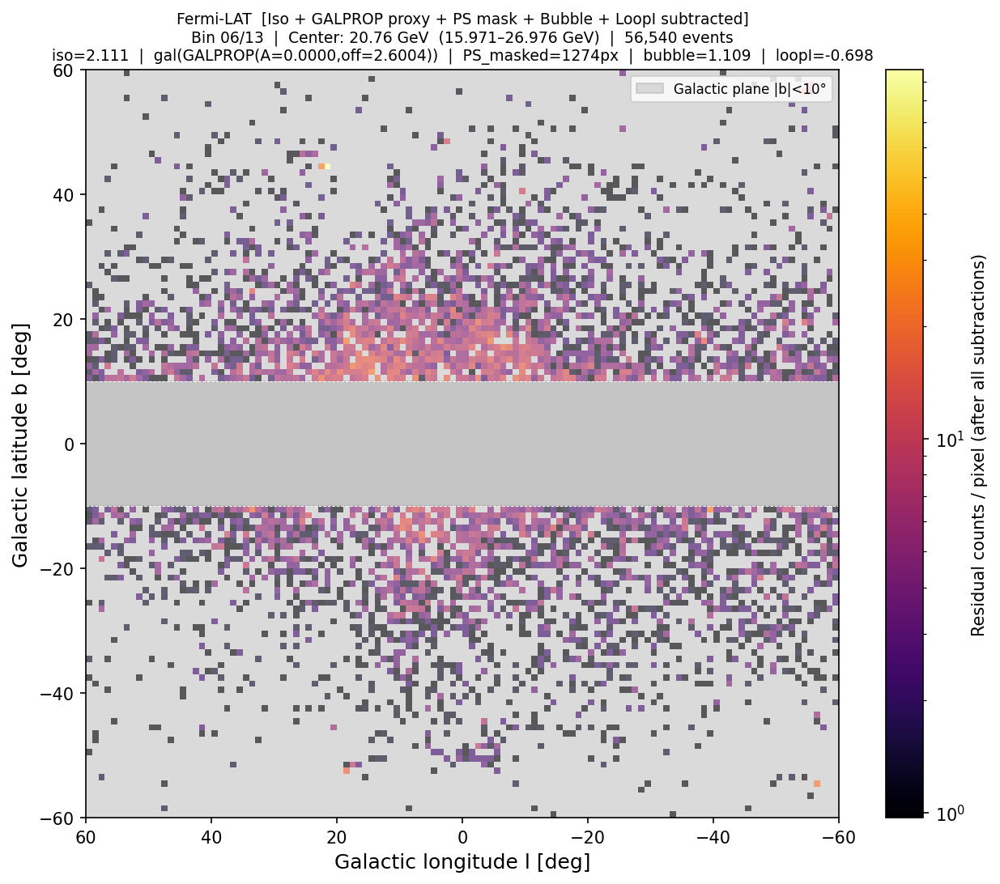 Fermi-LAT  [Iso + GALPROP proxy + PS mask + Bubble + LoopI subtracted]
Bin 06/13  |  Center: 20.76 GeV  (15.971–26.976 GeV)  |  56,540 events
iso=2.111  |  gal(GALPROP(A=0.0000,off=2.6004))  |  PS_masked=1274px  |  bubble=1.109  |  loopI=-0.698
Galactic plane |b|<10°
60
40
20
0
−20
−40
−60
Galactic latitude b [deg]
60
40
20
0
−20
−40
−60
Galactic longitude l [deg]
10¹
10⁰
Residual counts / pixel (after all subtractions)